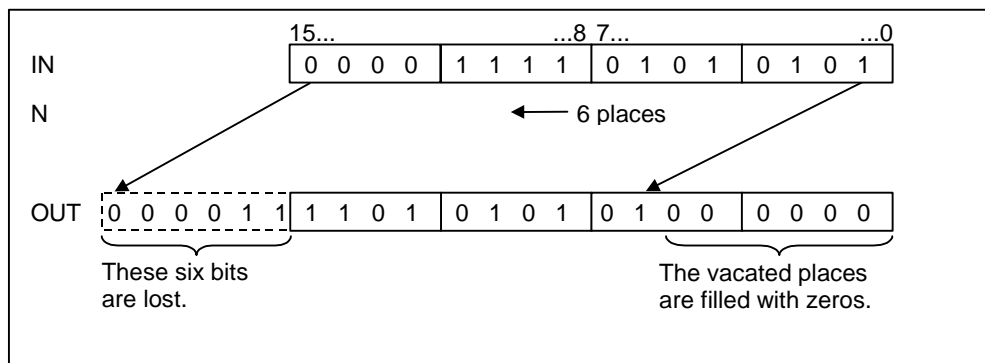 15... ...8 7... ...0
IN 0 0 0 0 1 1 1 1 0 1 0 1 0 1 0 1
N 6 places
OUT 0 0 0 0 1 1 1 1 0 1 0 1 0 1 0 1 0 0 0 0 0 0
These six bits
are lost.
The vacated places
are filled with zeros.